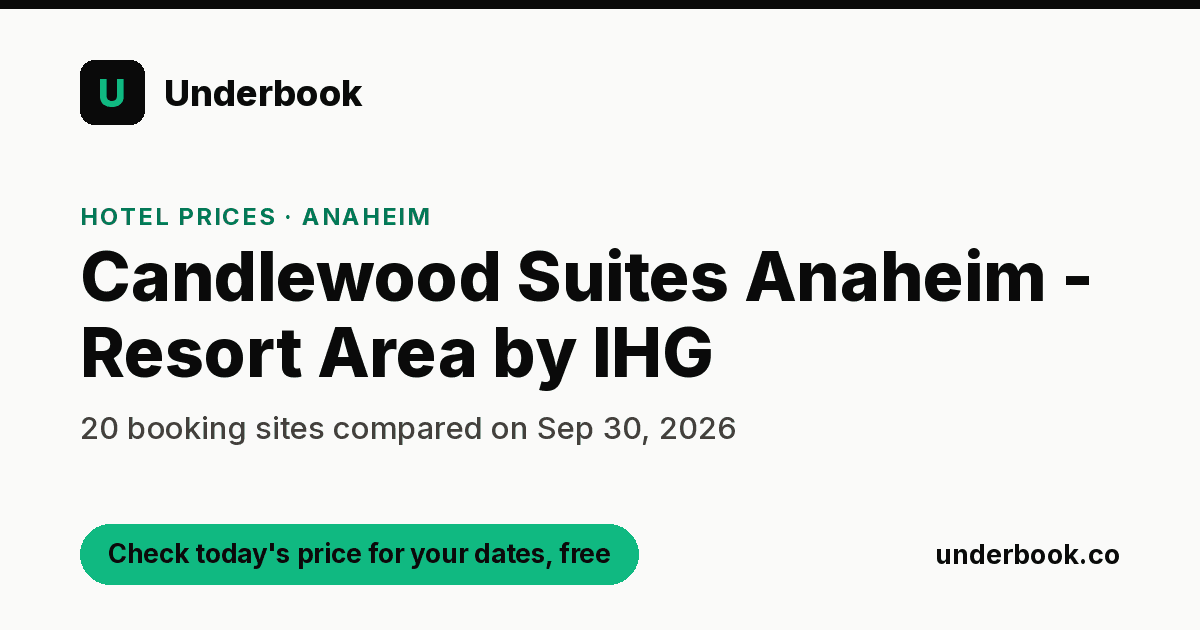 U Underbook
HOTEL PRICES · ANAHEIM
Candlewood Suites Anaheim -
Resort Area by IHG
20 booking sites compared on Sep 30, 2026
Check today's price for your dates, free
underbook.co